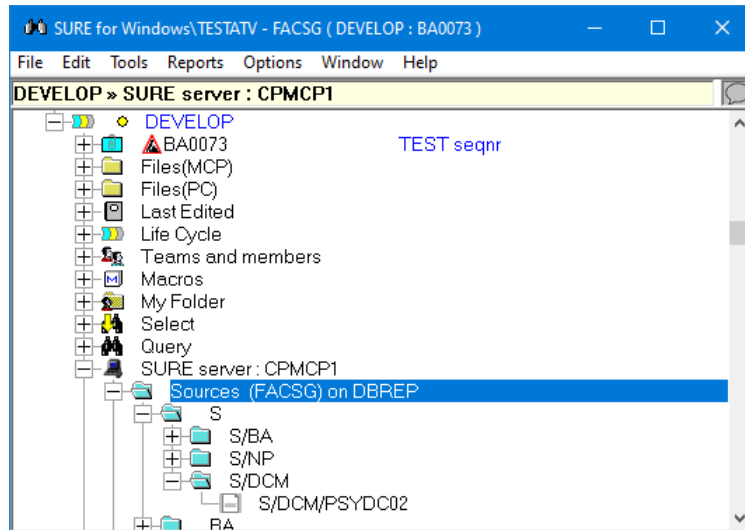 SURE for Windows\TESTATV - FACSG ( DEVELOP : BA0073 )
File Edit Tools Reports Options Window Help
DEVELOP » SURE server : CPMCP1
DEVELOP
BA0073 TEST seqnr
Files(MCP)
Files(PC)
Last Edited
Life Cycle
Teams and members
M Macros
My Folder
Select
Query
SURE server : CPMCP1
Sources (FACSG) on DBREP
S
S/BA
S/NP
S/DCM
S/DCM/PSYDC02
BA